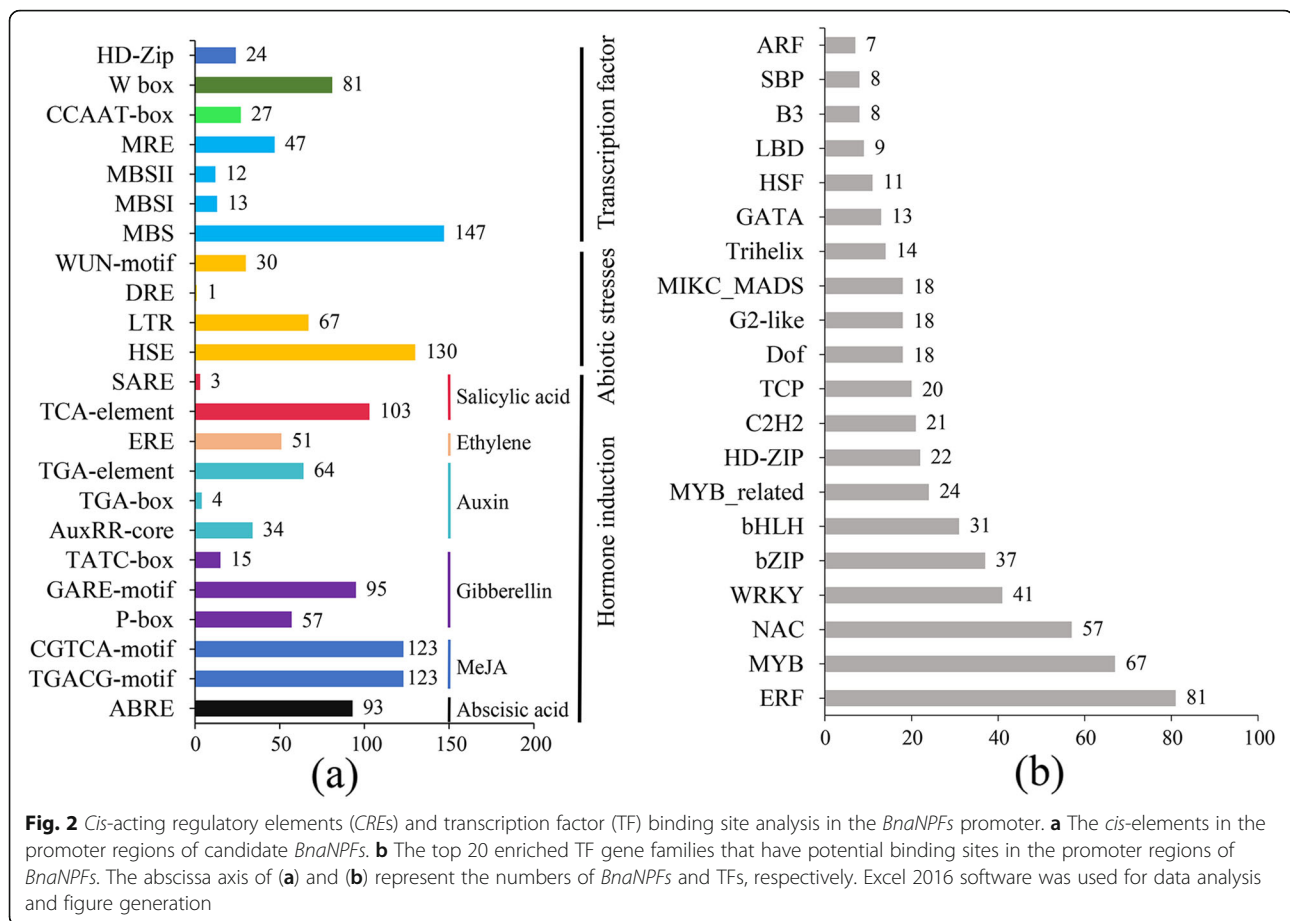 HD-Zip 24
W box 81
CCAAT-box 27
MRE 47
MBSII 12
MBSI 13
MBS 147
Transcription factor
WUN-motif 30
DRE 1
LTR 67
HSE 130
Abiotic stresses
SARE 3
TCA-element 103
Salicylic acid
ERE 51
Ethylene
TGA-element 64
TGA-box 4
AuxRR-core 34
Auxin
TATC-box 15
GARE-motif 95
P-box 57
Gibberellin
CGTCA-motif 123
TGACG-motif 123
MeJA
ABRE 93
Abscisic acid
Hormone induction
0 50 100 150 200
(a)
ARF 7
SBP 8
B3 8
LBD 9
HSF 11
GATA 13
Trihelix 14
MIKC_MADS 18
G2-like 18
Dof 18
TCP 20
C2H2 21
HD-ZIP 22
MYB_related 24
bHLH 31
bZIP 37
WRKY 41
NAC 57
MYB 67
ERF 81
0 20 40 60 80 100
(b)
Fig. 2 Cis-acting regulatory elements (CREs) and transcription factor (TF) binding site analysis in the BnaNPFs promoter. a The cis-elements in the
promoter regions of candidate BnaNPFs. b The top 20 enriched TF gene families that have potential binding sites in the promoter regions of
BnaNPFs. The abscissa axis of (a) and (b) represent the numbers of BnaNPFs and TFs, respectively. Excel 2016 software was used for data analysis
and figure generation